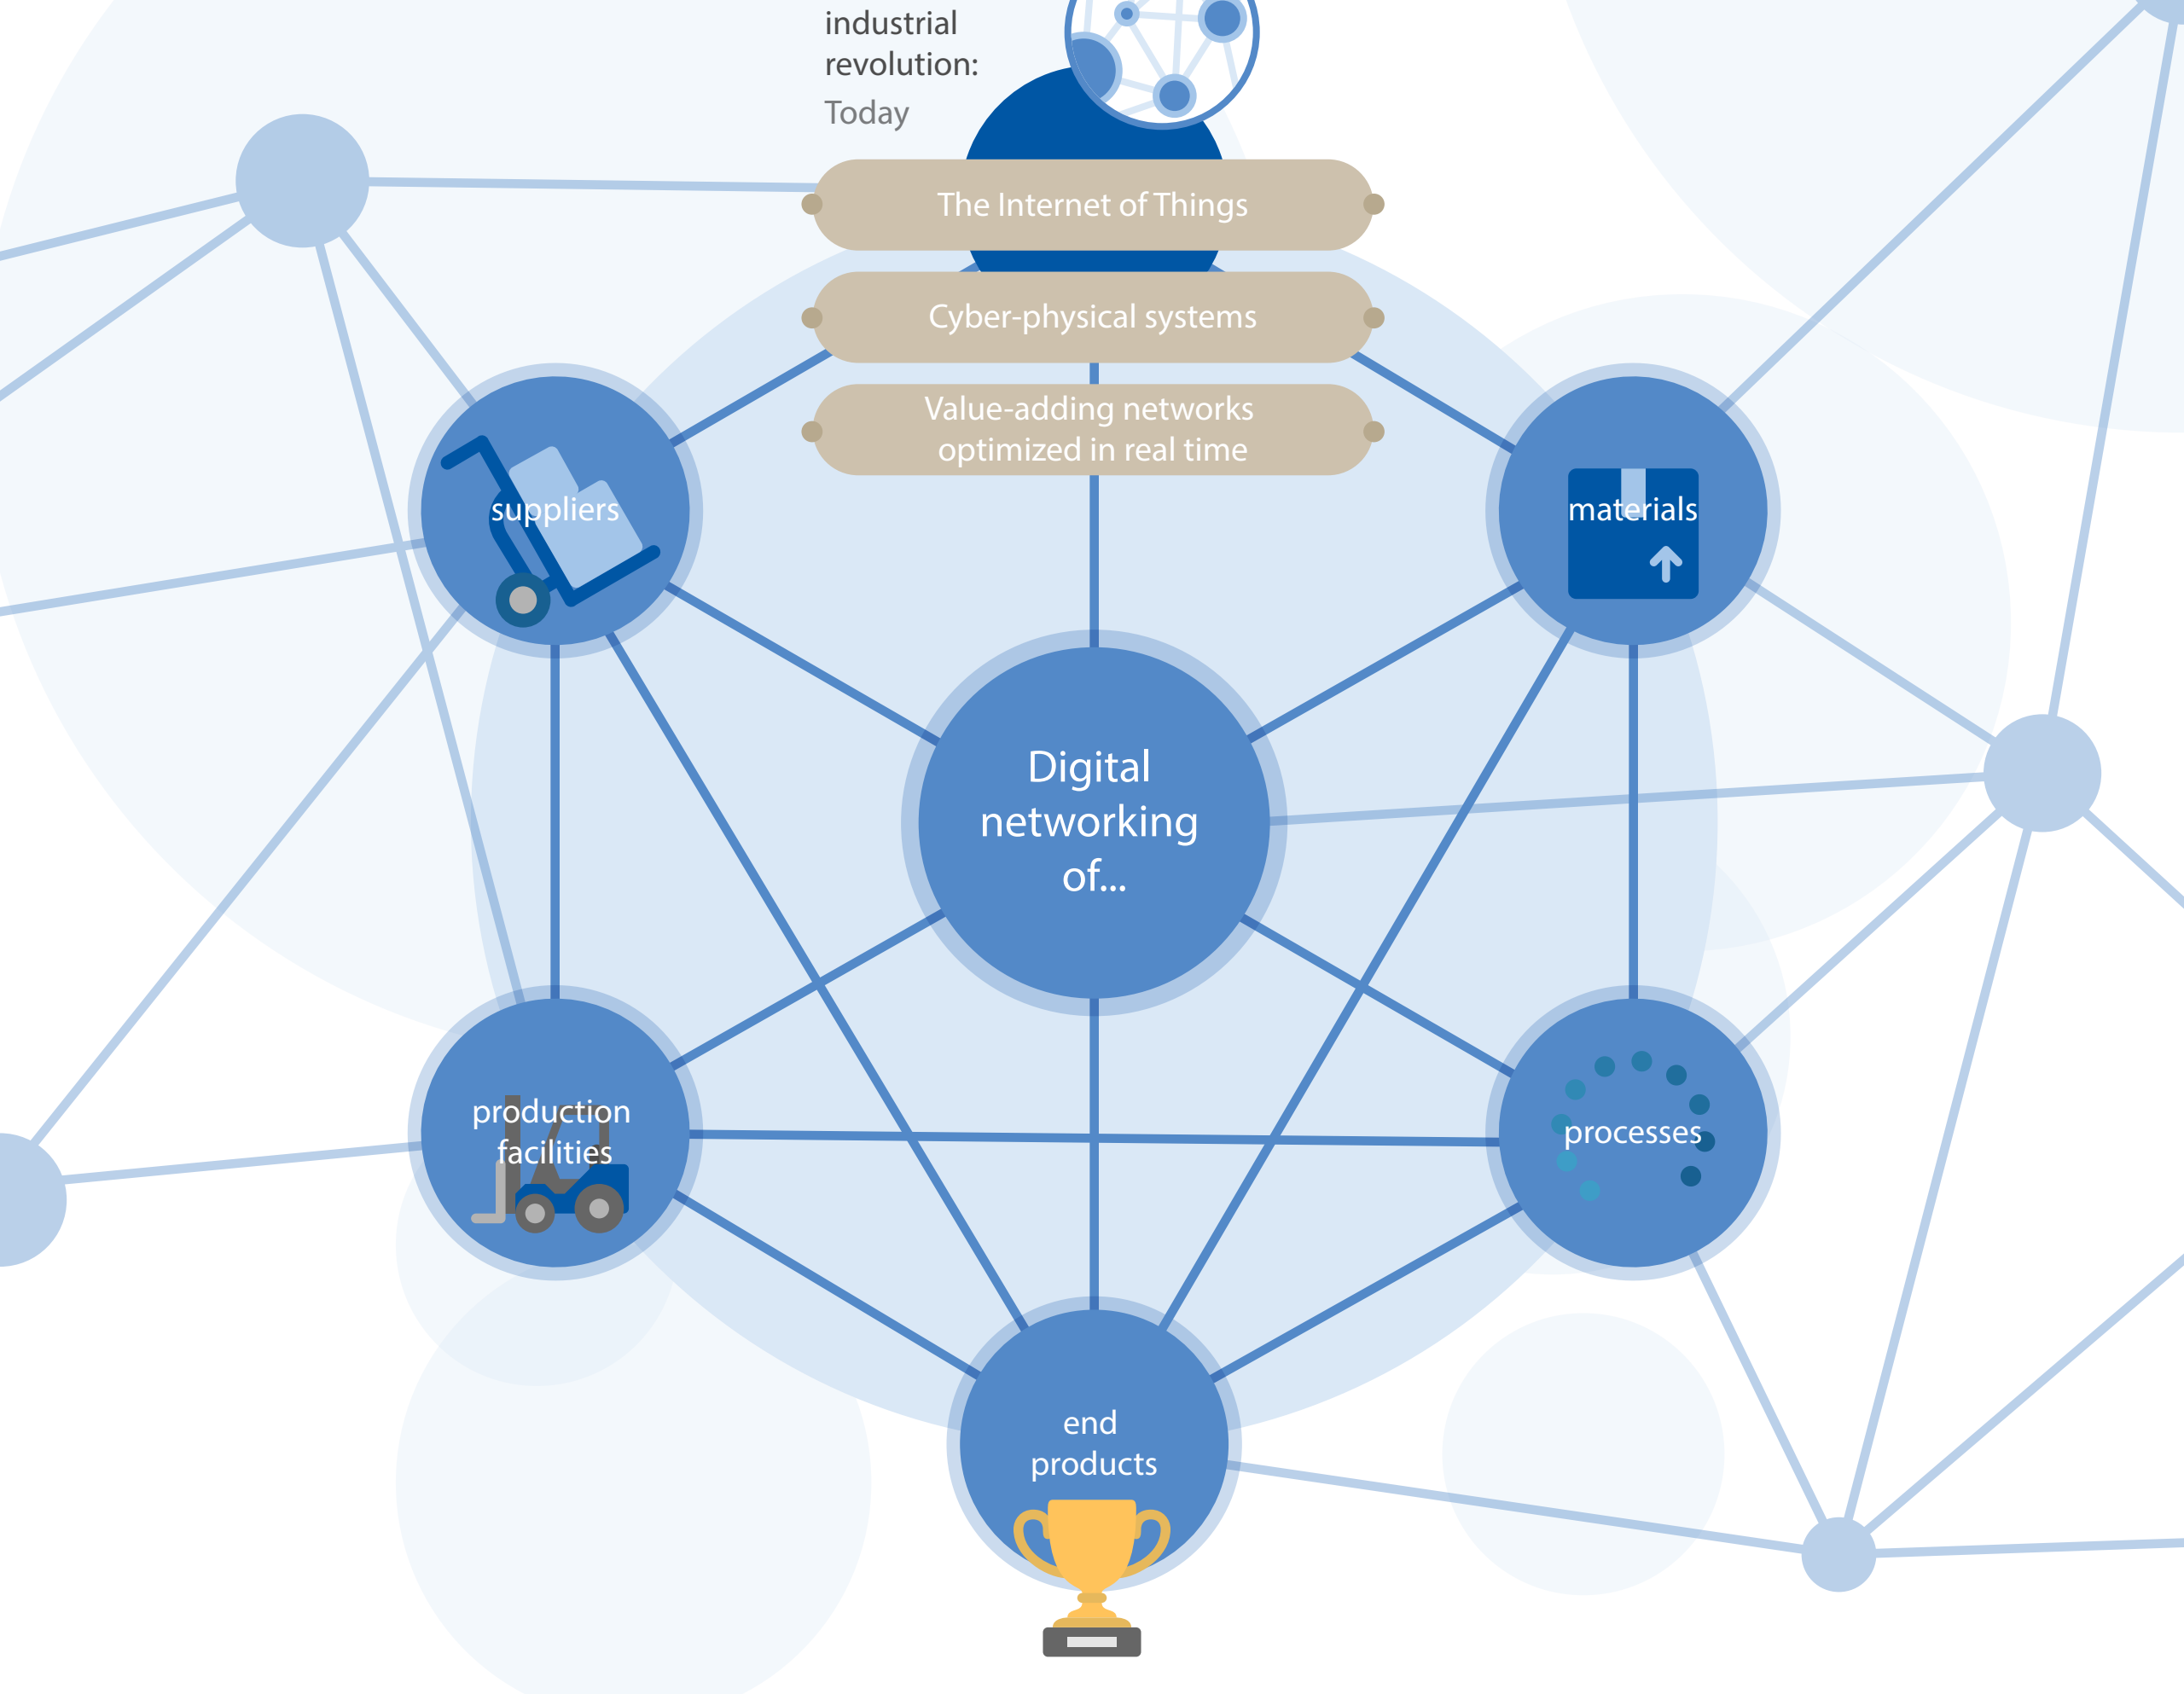 industrial
revolution:
Today
The Internet of Things
Cyber-physical systems
Value-adding networks
optimized in real time
suppliers
materials
Digital
networking
of...
production
facilities
processes
end
products